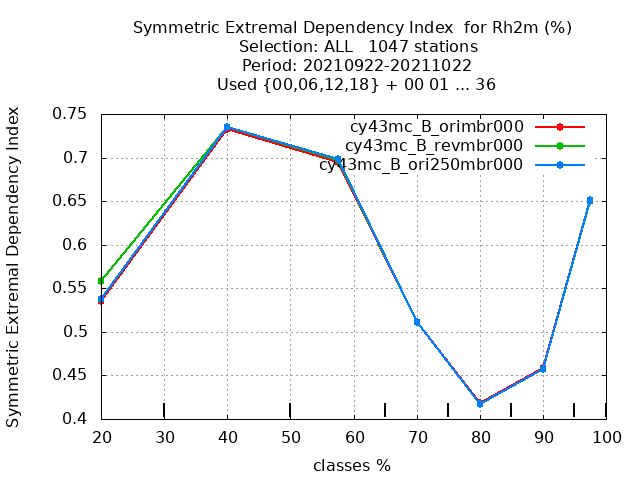 Symmetric Extremal Dependency Index  for Rh2m (%)
Selection: ALL   1047 stations
Period: 20210922-20211022
Used {00,06,12,18} + 00 01 ... 36
Symmetric Extremal Dependency Index
0.75
0.7
0.65
0.6
0.55
0.5
0.45
0.4
cy43mc_B_orimbr000
cy43mc_B_revmbr000
cy43mc_B_ori250mbr000
20 30 40 50 60 70 80 90 100
classes %